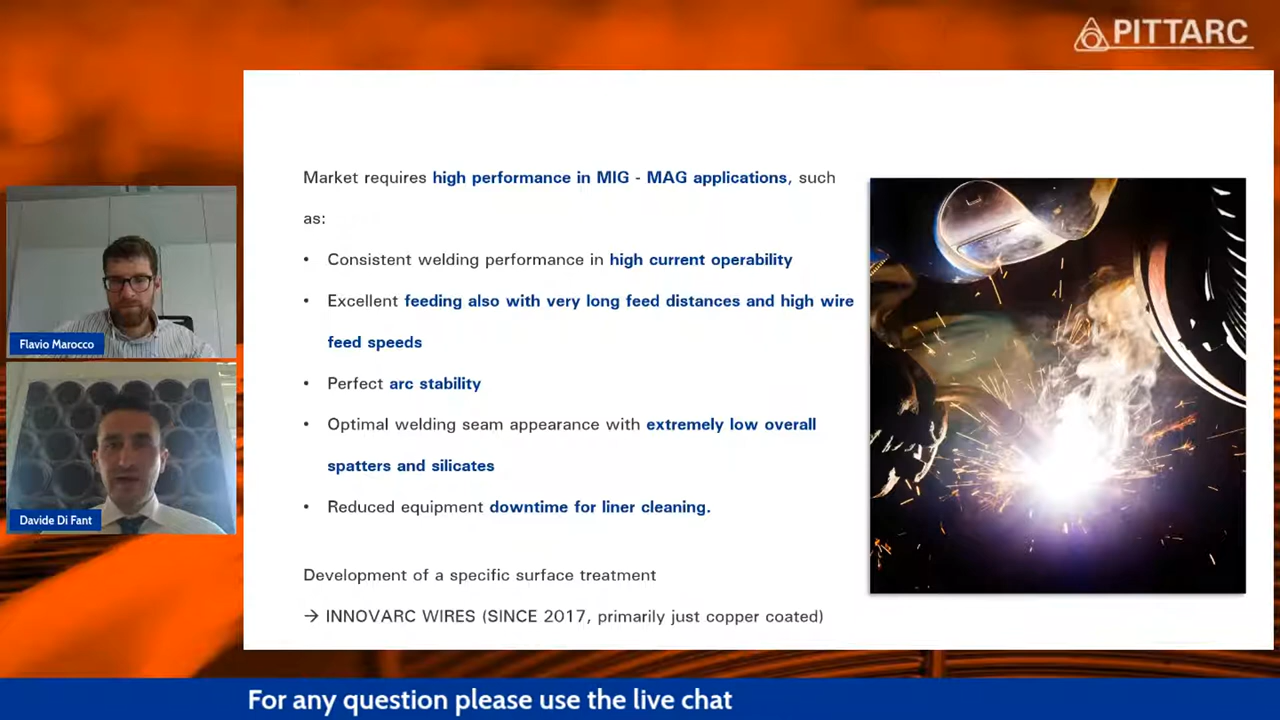 PITTARC
Market requires high performance in MIG - MAG applications, such
as:
• Consistent welding performance in high current operability
• Excellent feeding also with very long feed distances and high wire
feed speeds
• Perfect arc stability
• Optimal welding seam appearance with extremely low overall
spatters and silicates
• Reduced equipment downtime for liner cleaning.
Development of a specific surface treatment
→ INNOVARC WIRES (SINCE 2017, primarily just copper coated)
Flavio Marocco
Davide Di Fant
For any question please use the live chat